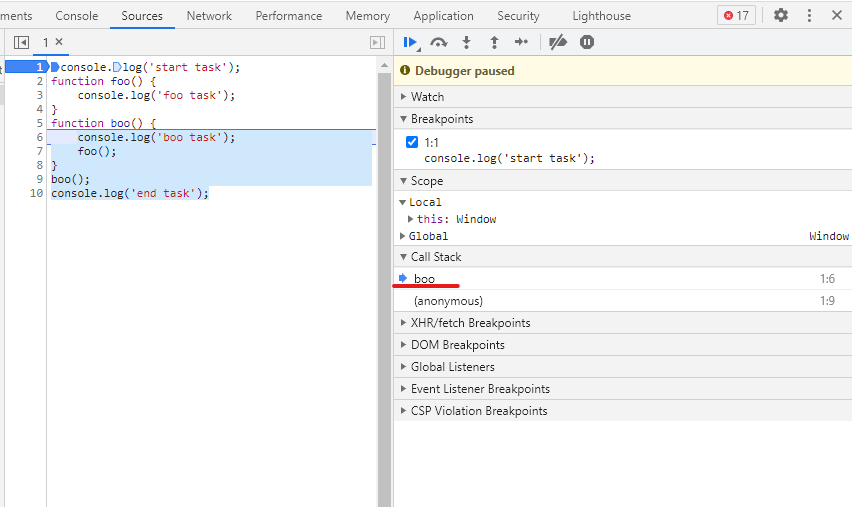 ments Console Sources Network Performance Memory Application Security Lighthouse 17
1
1 console.log('start task');
2 function foo() {
3 console.log('foo task');
4 }
5 function boo() {
6 console.log('boo task');
7 foo();
8 }
9 boo();
10 console.log('end task');
Debugger paused
Watch
Breakpoints
1:1
console.log('start task');
Scope
Local
this: Window
Global Window
Call Stack
boo 1:6
(anonymous) 1:9
XHR/fetch Breakpoints
DOM Breakpoints
Global Listeners
Event Listener Breakpoints
CSP Violation Breakpoints